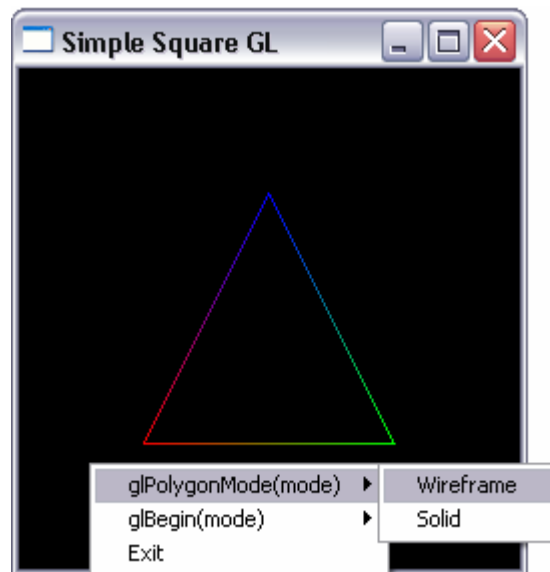 Simple Square GL
glPolygonMode(mode)
Wireframe
glBegin(mode)
Solid
Exit